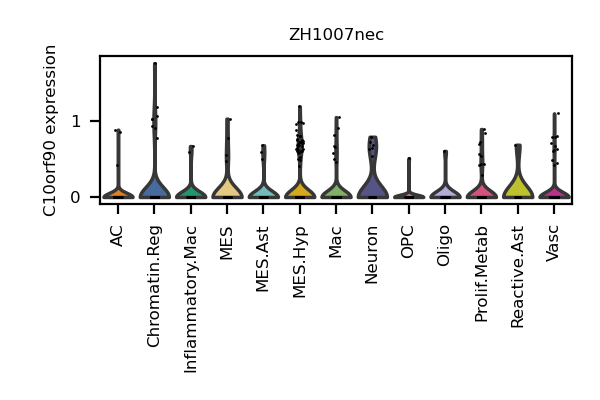 ZH1007nec
C10orf90 expression
1
0
AC
Chromatin.Reg
Inflammatory.Mac
MES
MES.Ast
MES.Hyp
Mac
Neuron
OPC
Oligo
Prolif.Metab
Reactive.Ast
Vasc